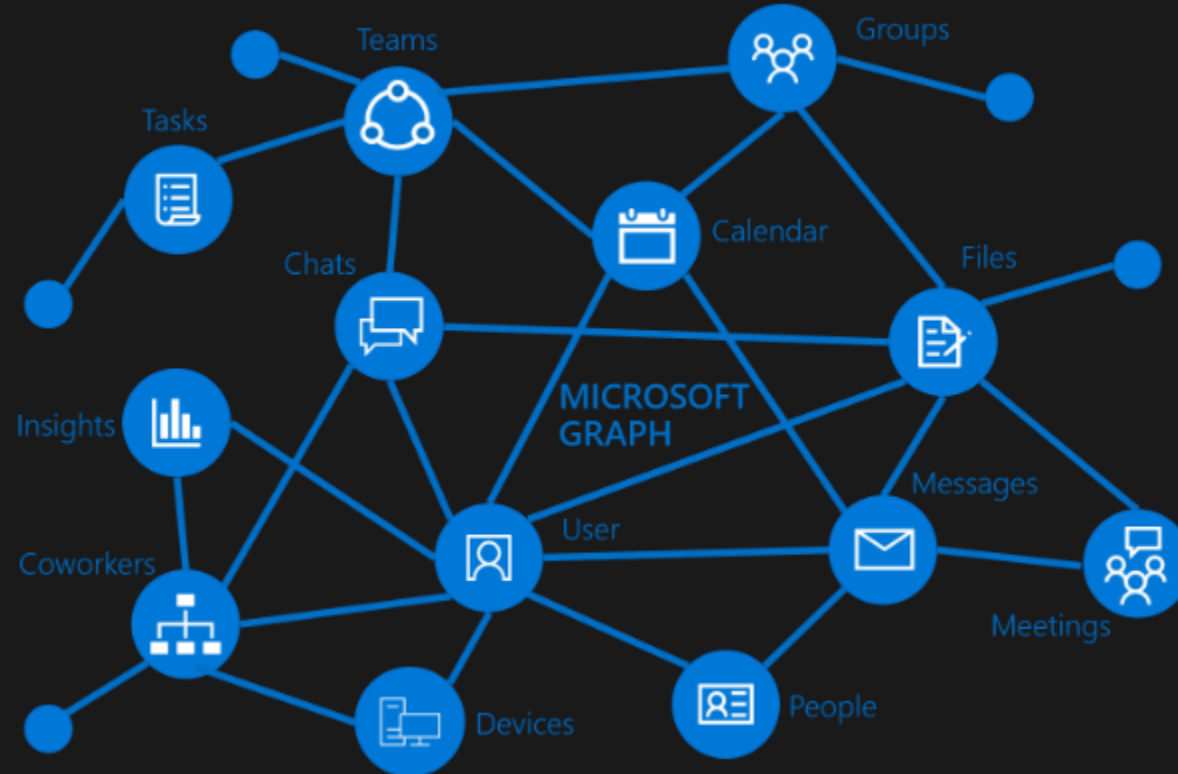 Teams
Groups
Tasks
Calendar
Chats
Files
MICROSOFT
GRAPH
Insights
Messages
User
Coworkers
Meetings
People
Devices